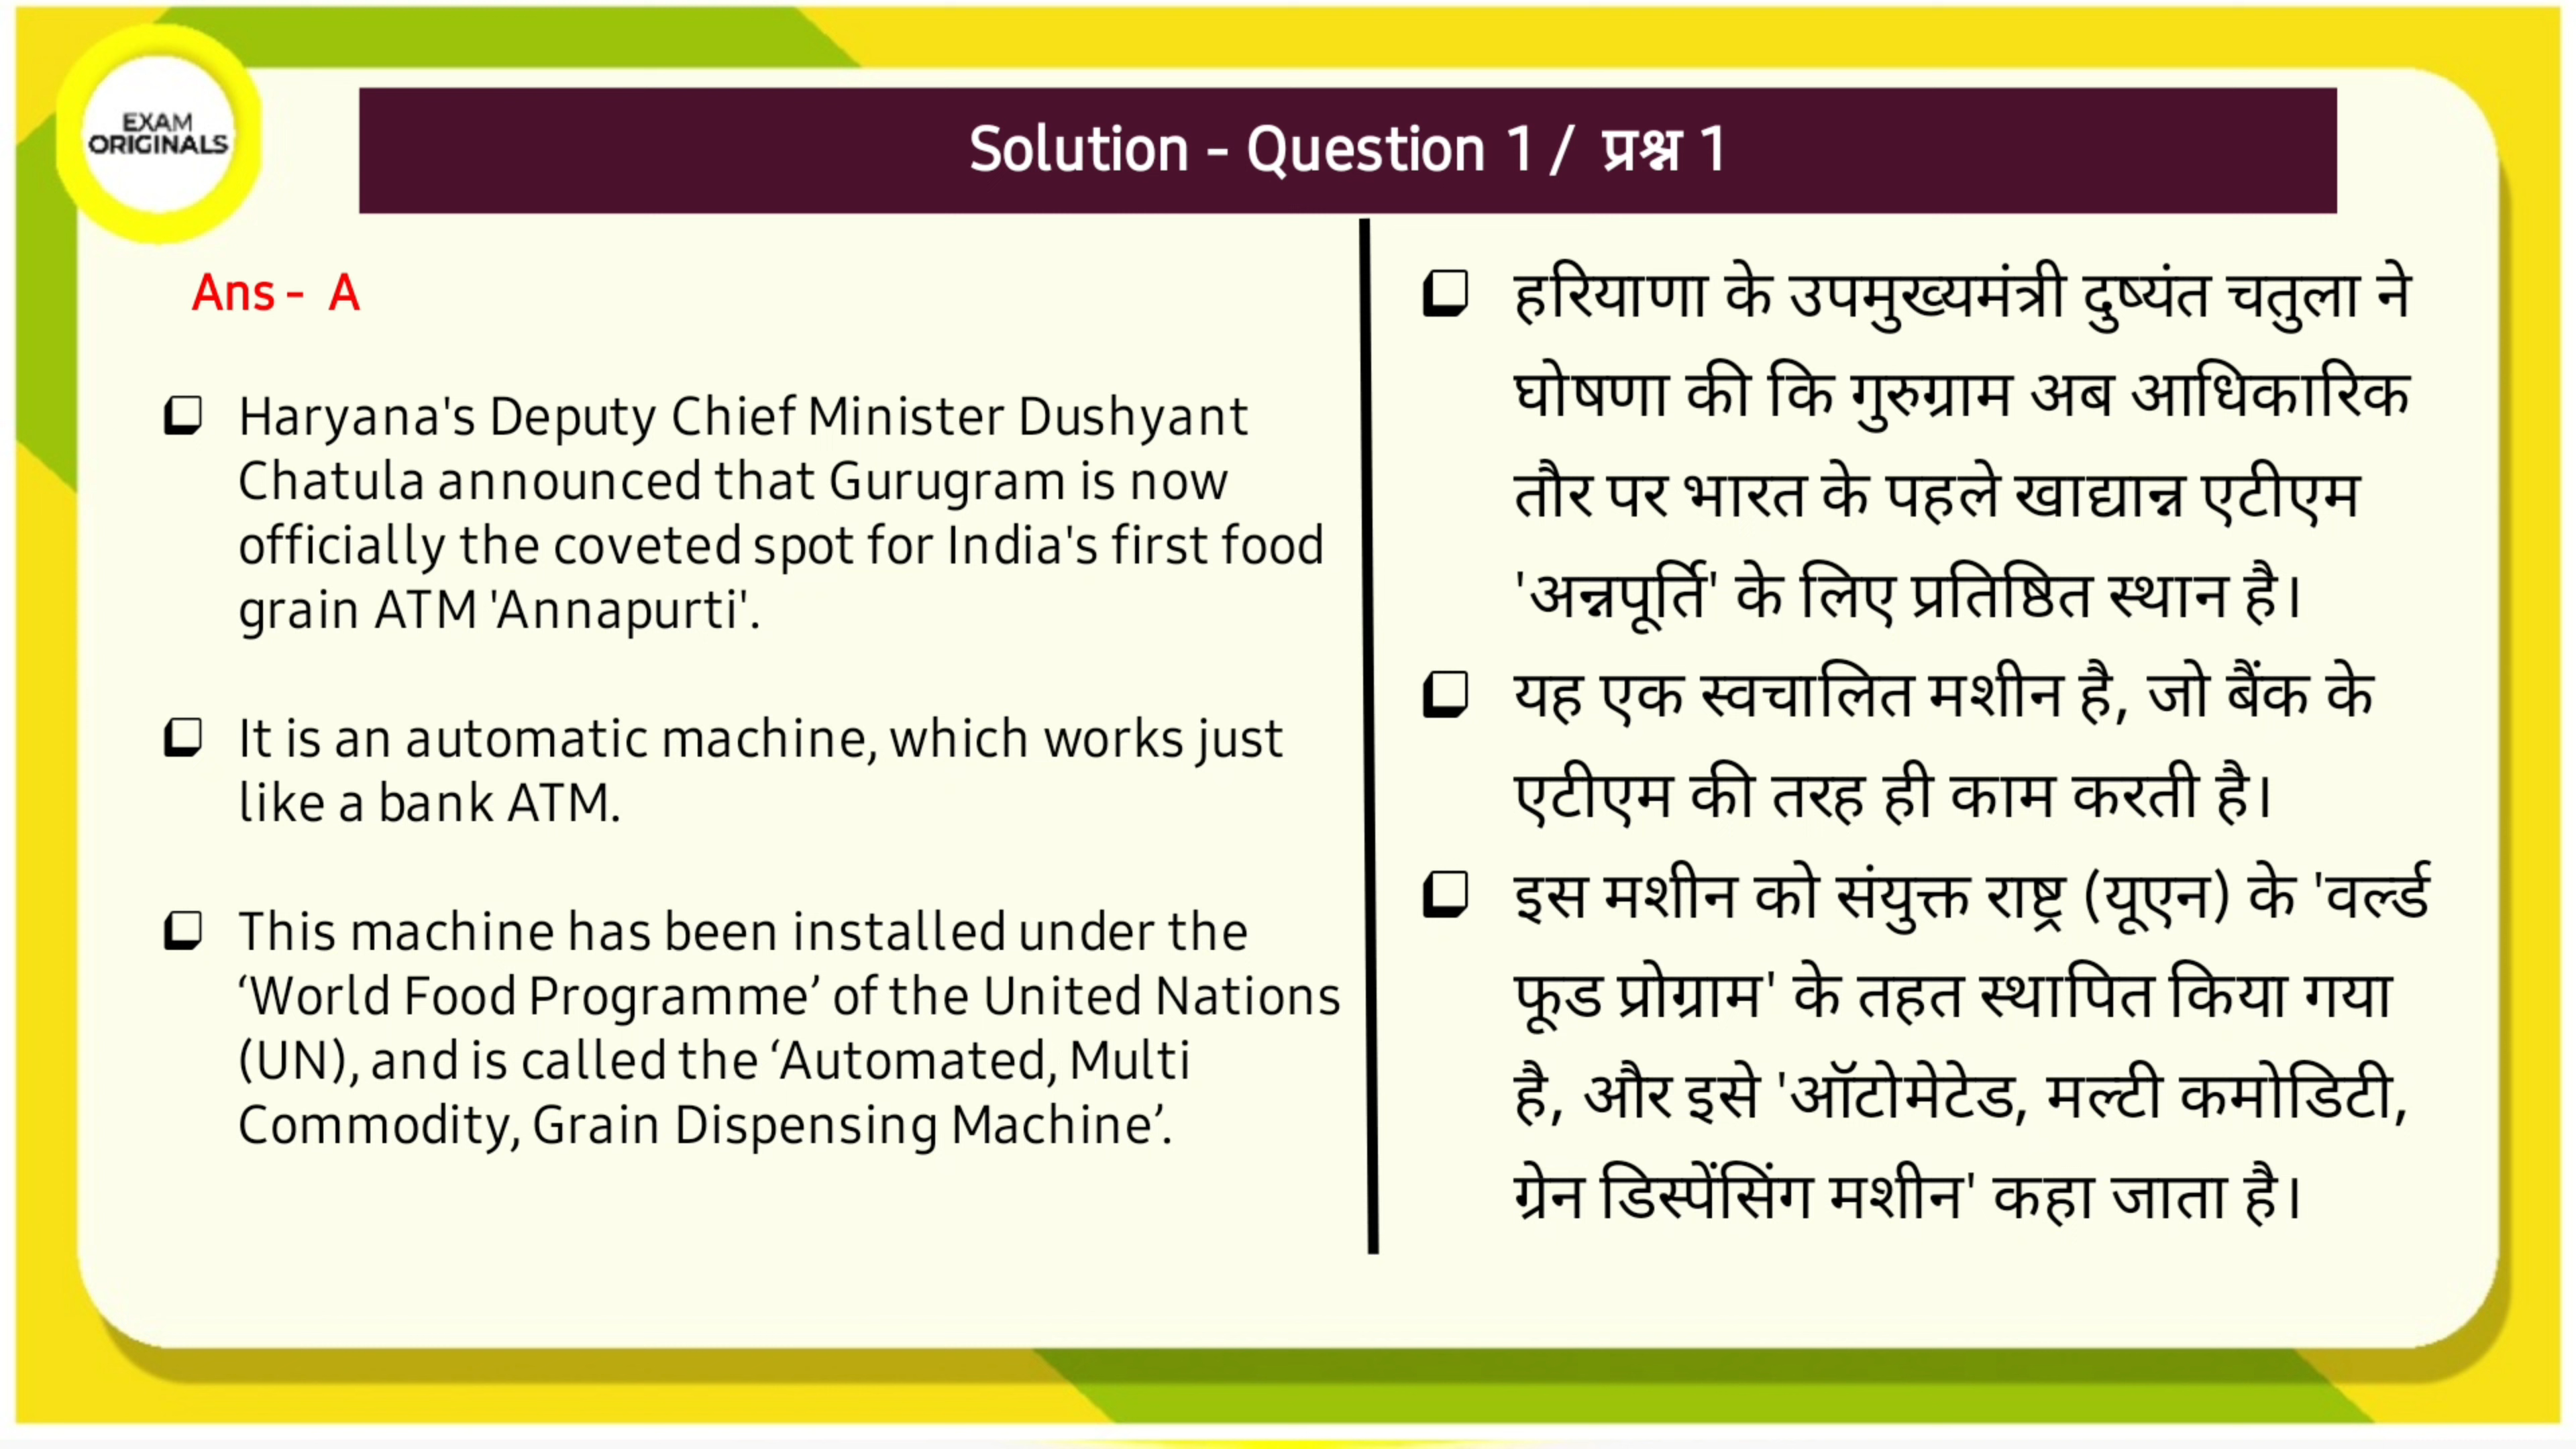 EXAM
ORIGINALS
Solution - Question 1 / प्रश्न 1
Ans - A
Haryana's Deputy Chief Minister Dushyant
Chatula announced that Gurugram is now
officially the coveted spot for India's first food
grain ATM 'Annapurti'.
It is an automatic machine, which works just
like a bank ATM.
This machine has been installed under the
‘World Food Programme’ of the United Nations
(UN), and is called the ‘Automated, Multi
Commodity, Grain Dispensing Machine’.
हरियाणा के उपमुख्यमंत्री दुष्यंत चतुला ने
घोषणा की कि गुरुग्राम अब आधिकारिक
तौर पर भारत के पहले खाद्यान्न एटीएम
'अन्नपूर्ति' के लिए प्रतिष्ठित स्थान है।
यह एक स्वचालित मशीन है, जो बैंक के
एटीएम की तरह ही काम करती है।
इस मशीन को संयुक्त राष्ट्र (यूएन) के 'वर्ल्ड
फूड प्रोग्राम' के तहत स्थापित किया गया
है, और इसे 'ऑटोमेटेड, मल्टी कमोडिटी,
ग्रेन डिस्पेंसिंग मशीन' कहा जाता है।